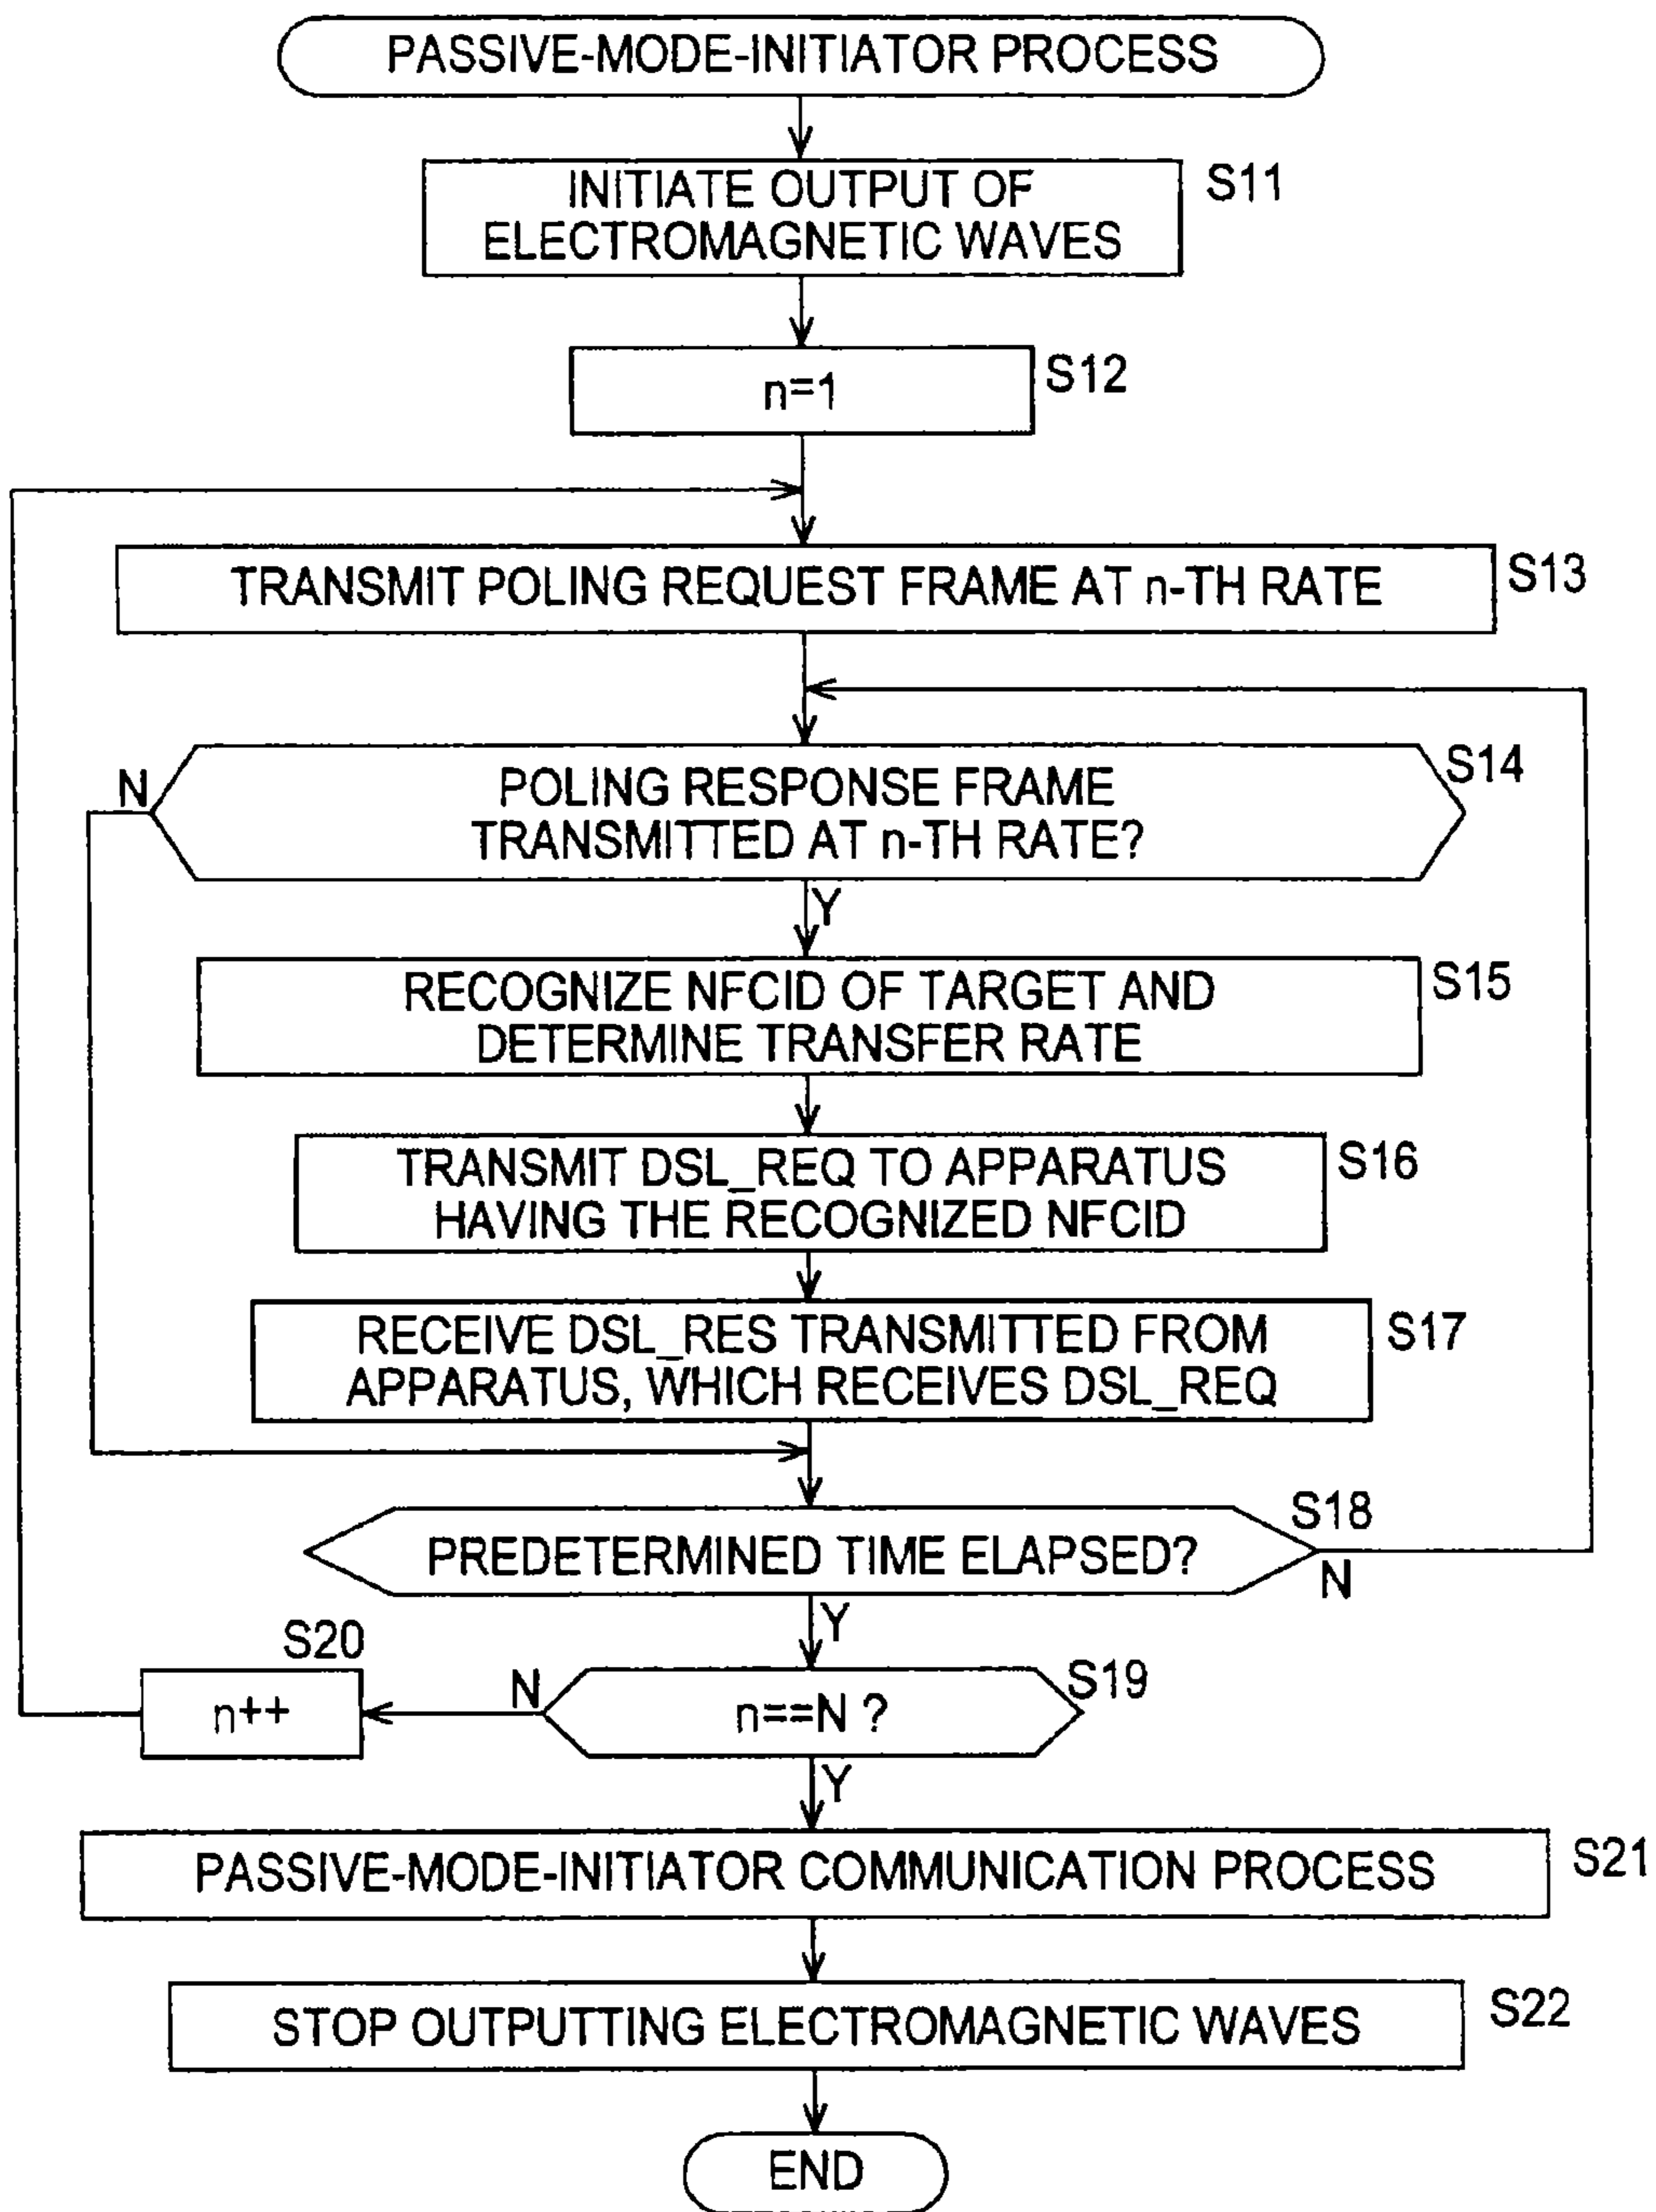 PASSIVE-MODE-INITIATOR PROCESS
INITIATE OUTPUT OF
ELECTROMAGNETIC WAVES
S11
n=1
S12
TRANSMIT POLING REQUEST FRAME AT n-TH RATE
S13
POLING RESPONSE FRAME
TRANSMITTED AT n-TH RATE?
S14
N
Y
RECOGNIZE NFCID OF TARGET AND
DETERMINE TRANSFER RATE
S15
TRANSMIT DSL_REQ TO APPARATUS
HAVING THE RECOGNIZED NFCID
S16
RECEIVE DSL_RES TRANSMITTED FROM
APPARATUS, WHICH RECEIVES DSL_REQ
S17
PREDETERMINED TIME ELAPSED?
S18
N
Y
S20
n++
N
n==N ?
S19
Y
PASSIVE-MODE-INITIATOR COMMUNICATION PROCESS
S21
STOP OUTPUTTING ELECTROMAGNETIC WAVES
S22
END